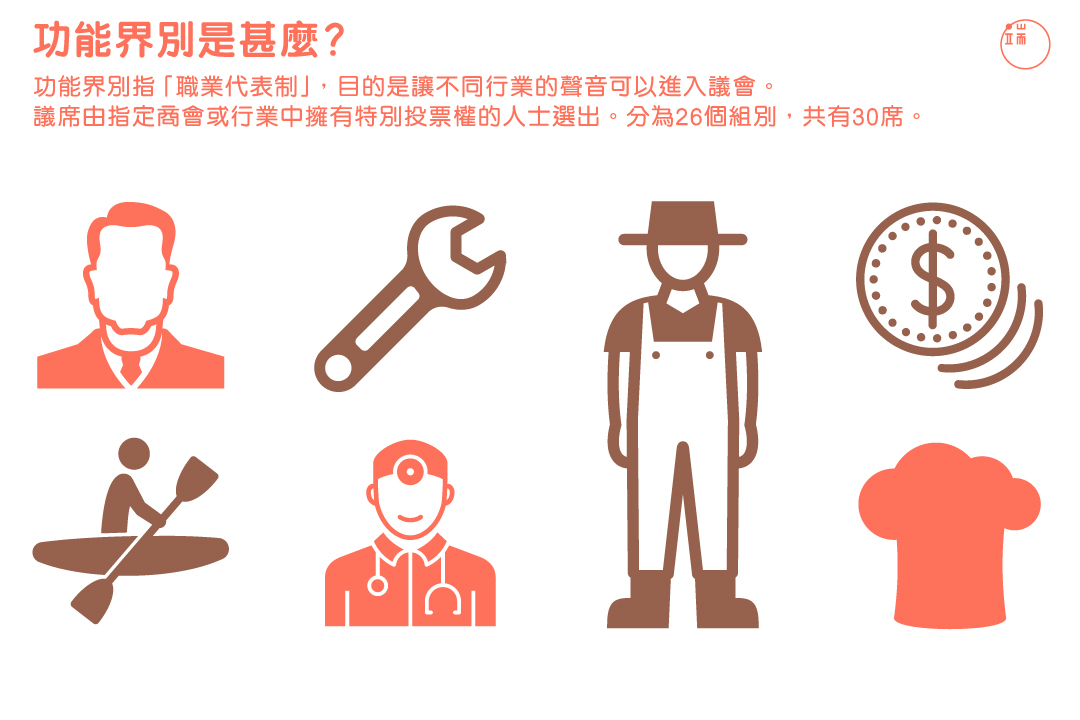 功能界別是甚麼？
功能界別指「職業代表制」，目的是讓不同行業的聲音可以進入議會。
議席由指定商會或行業中擁有特別投票權的人士選出。分為26個組別，共有30席。
端
$